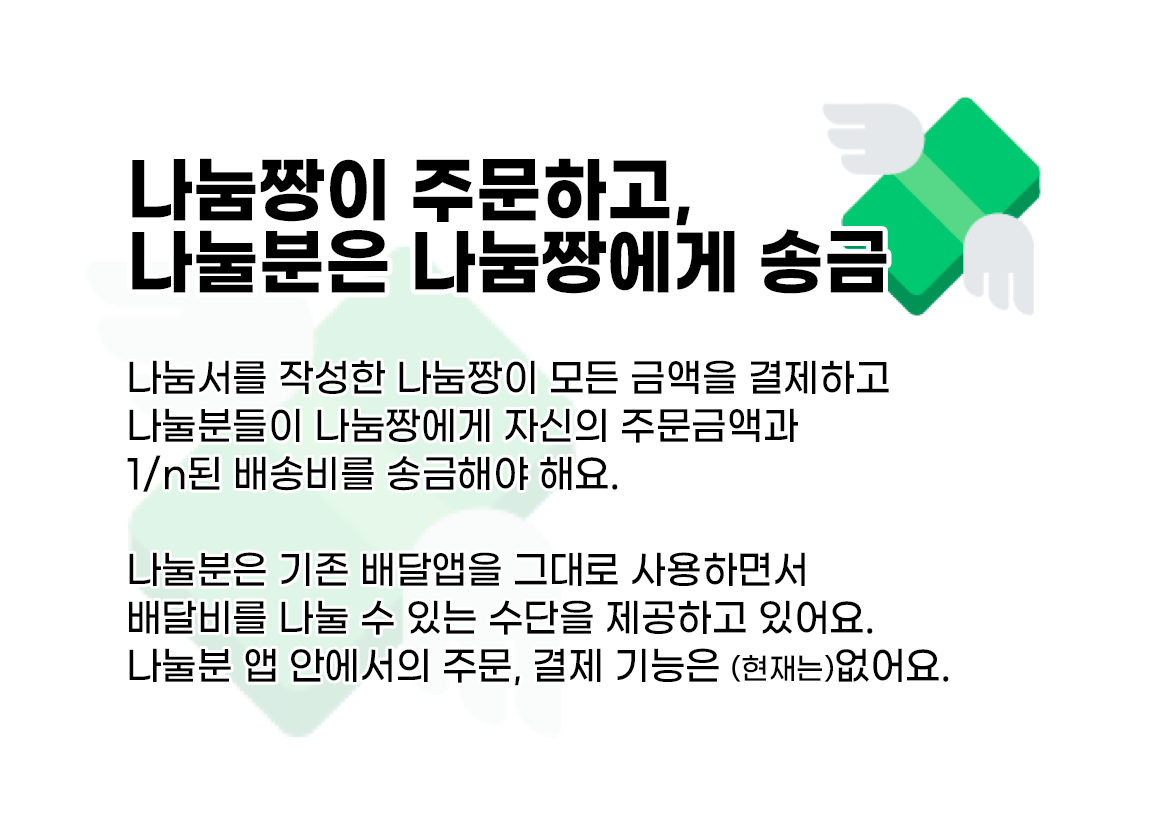 나눔짱이 주문하고,
나눌분은 나눔짱에게 송금
나눔서를 작성한 나눔짱이 모든 금액을 결제하고
나눌분들이 나눔짱에게 자신의 주문금액과
1/n된 배송비를 송금해야 해요.
나눌분은 기존 배달앱을 그대로 사용하면서
배달비를 나눌 수 있는 수단을 제공하고 있어요.
나눌분 앱 안에서의 주문, 결제 기능은 (현재는)없어요.